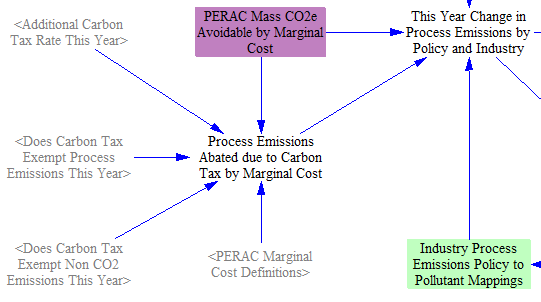 <Additional Carbon
Tax Rate This Year>
PERAC Mass CO2e
Avoidable by Marginal
Cost
This Year Change in
Process Emissions by
Policy and Industry
<Does Carbon Tax
Exempt Process
Emissions This Year>
Process Emissions
Abated due to Carbon
Tax by Marginal Cost
<Does Carbon Tax
Exempt Non CO2
Emissions This Year>
<PERAC Marginal
Cost Definitions>
Industry Process
Emissions Policy to
Pollutant Mappings